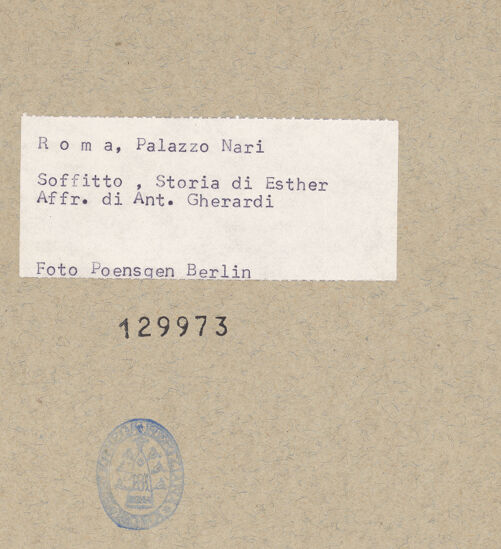 R o m a, Palazzo Nari
Soffitto , Storia di Esther
Affr. di Ant. Gherardi
Foto Poensgen Berlin
129973